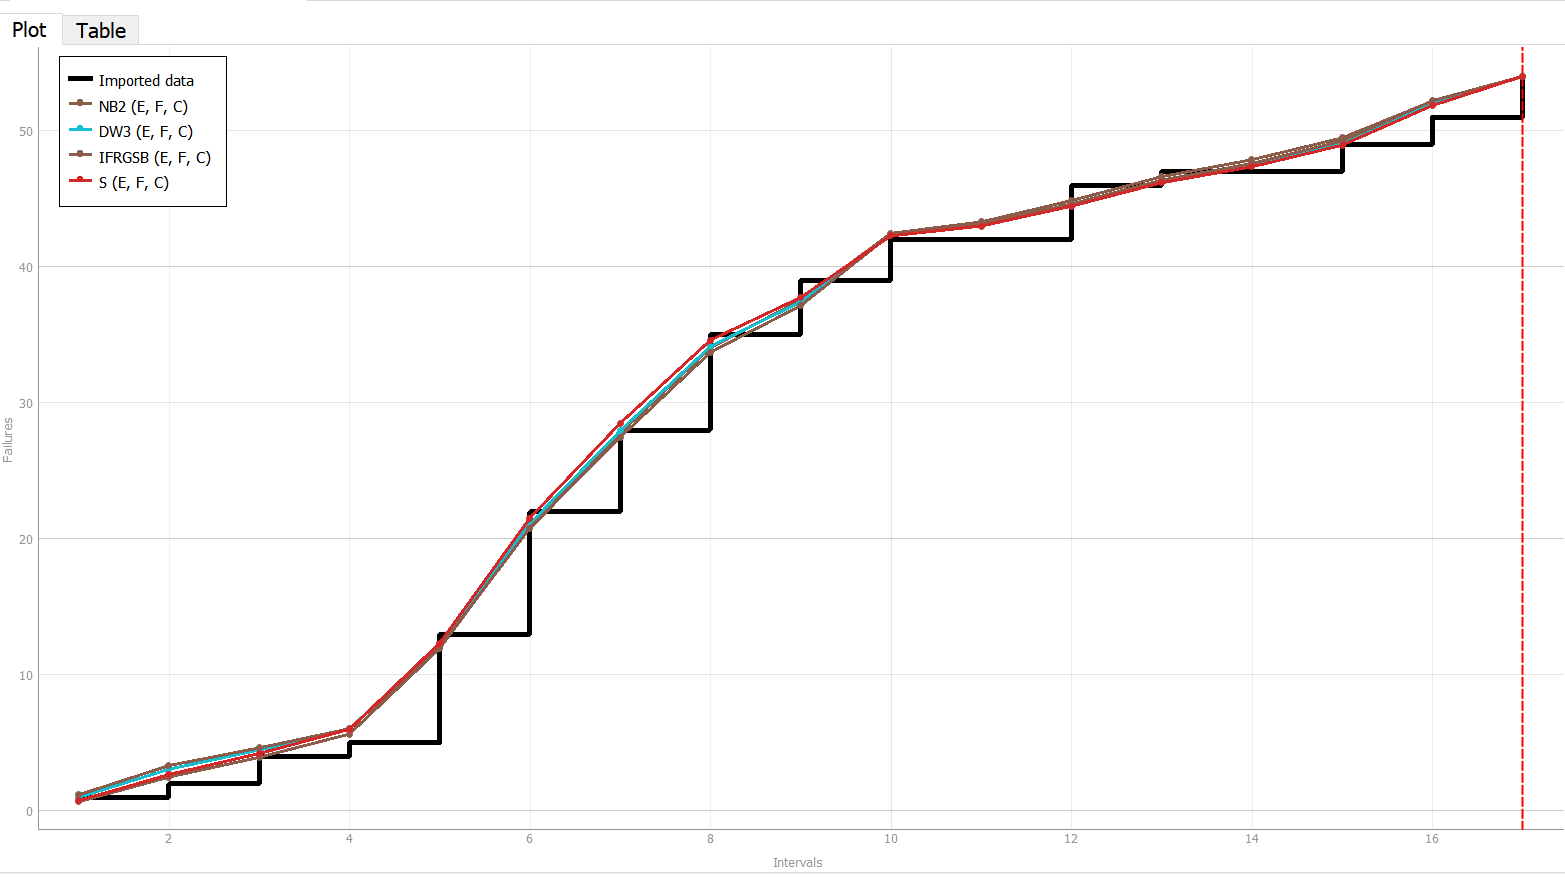 Plot Table
Imported data
NB2 (E, F, C)
DW3 (E, F, C)
IFRGSB (E, F, C)
S (E, F, C)
50
40
30
20
10
0
Failures
2 4 6 8 10 12 14 16
Intervals